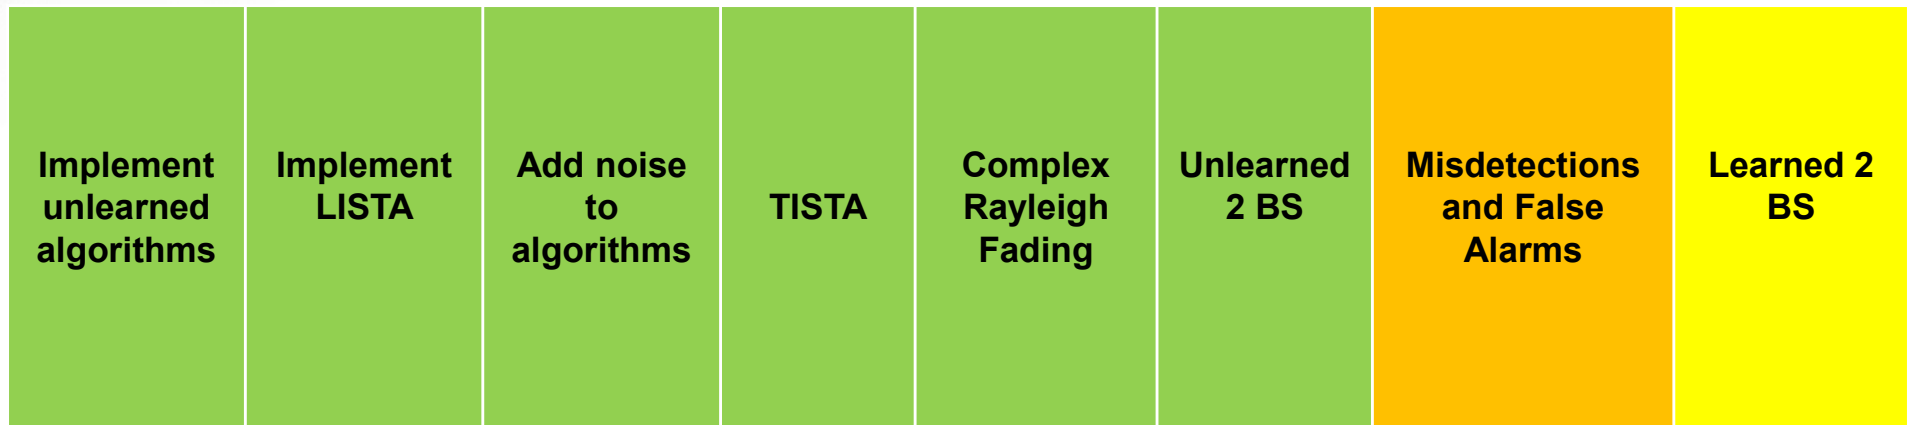 Implement
unlearned
algorithms
Implement
LISTA
Add noise
to
algorithms
TISTA
Complex
Rayleigh
Fading
Unlearned
2 BS
Misdetections
and False
Alarms
Learned 2
BS